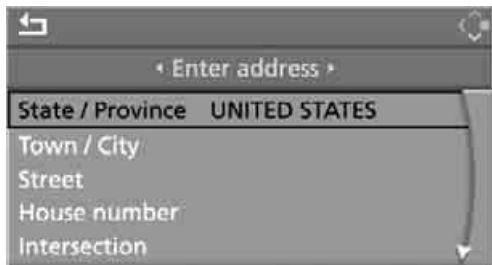 Enter address
State / Province UNITED STATES
Town / City
Street
House number
Intersection